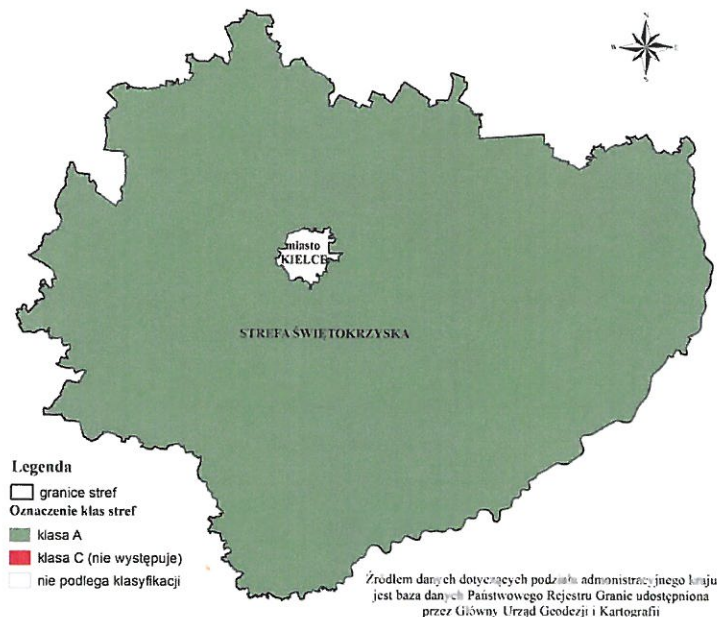 N
W E
S
miasto
KIELCE
STREFA ŚWIĘTOKRZYSKA
Legenda
granice stref
Oznaczenie klas stref
klasa A
klasa C (nie występuje)
nie podlega klasyfikacji
Źródłem danych dotyczących podziału administracyjnego kraju
jest baza danych Państwowego Rejestru Granic udostępniona
przez Główny Urząd Geodezji i Kartografii